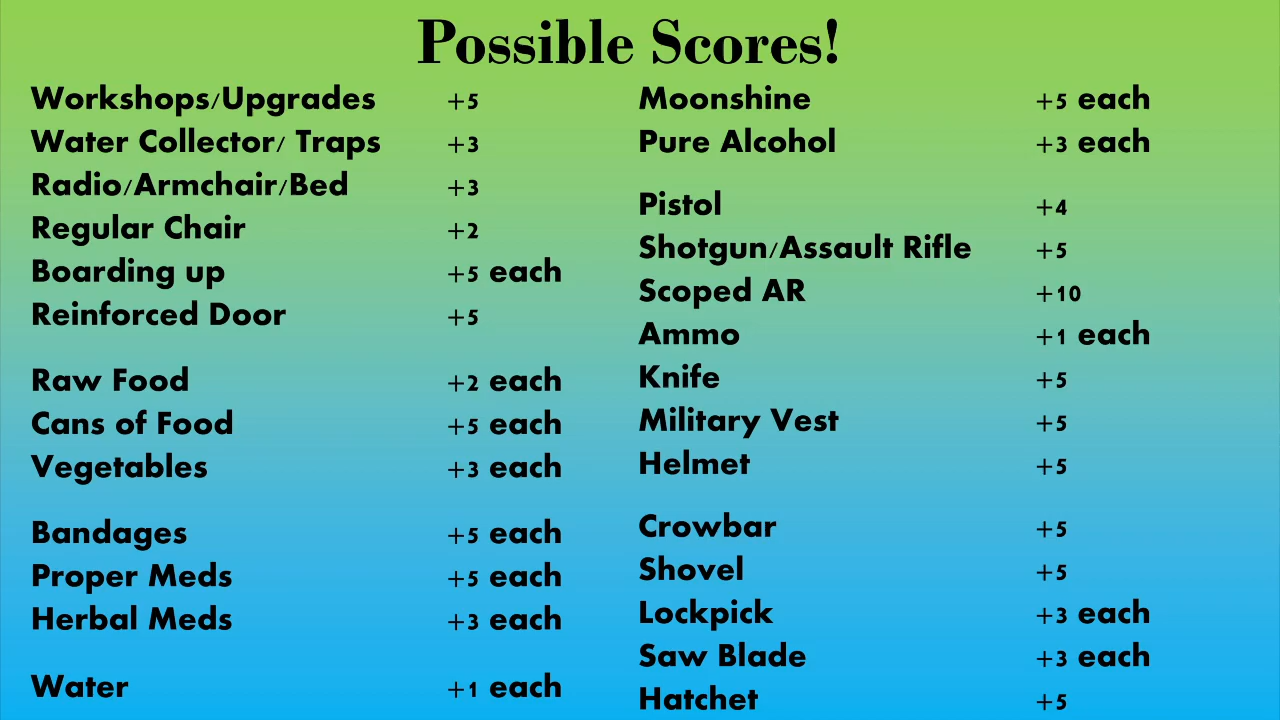 Possible Scores!
Workshops/Upgrades +5
Water Collector/ Traps +3
Radio/Armchair/Bed +3
Regular Chair +2
Boarding up +5 each
Reinforced Door +5
Raw Food +2 each
Cans of Food +5 each
Vegetables +3 each
Bandages +5 each
Proper Meds +5 each
Herbal Meds +3 each
Water +1 each
Moonshine +5 each
Pure Alcohol +3 each
Pistol +4
Shotgun/Assault Rifle +5
Scoped AR +10
Ammo +1 each
Knife +5
Military Vest +5
Helmet +5
Crowbar +5
Shovel +5
Lockpick +3 each
Saw Blade +3 each
Hatchet +5